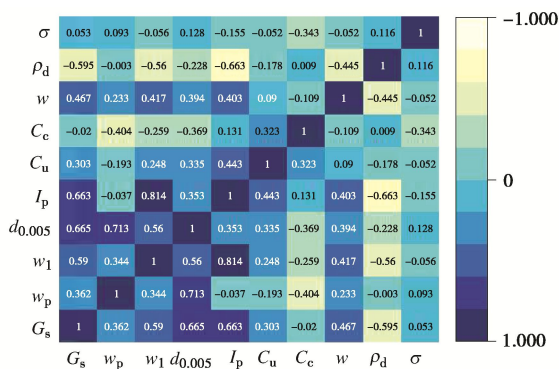 σ 0.053 0.093 -0.056 0.128 -0.155 -0.052 -0.343 -0.052 0.116 1
ρd -0.595 -0.003 -0.56 -0.228 -0.663 -0.178 0.009 -0.445 1 0.116
w 0.467 0.233 0.417 0.394 0.403 0.09 -0.109 1 -0.445 -0.052
Cc -0.02 -0.404 -0.259 -0.369 0.131 0.323 1 -0.109 0.009 -0.343
Cu 0.303 -0.193 0.248 0.335 0.443 1 0.323 0.09 -0.178 -0.052
Ip 0.663 -0.037 0.814 0.353 1 0.443 0.131 0.403 -0.663 -0.155
d0.005 0.665 0.713 0.56 1 0.353 0.335 -0.369 0.394 -0.228 0.128
w1 0.59 0.344 1 0.56 0.814 0.248 -0.259 0.417 -0.56 -0.056
wp 0.362 1 0.344 0.713 -0.037 -0.193 -0.404 0.233 -0.003 0.093
Gs 1 0.362 0.59 0.665 0.663 0.303 -0.02 0.467 -0.595 0.053
Gs wp w1 d0.005 Ip Cu Cc w ρd σ
-1.000
0
1.000